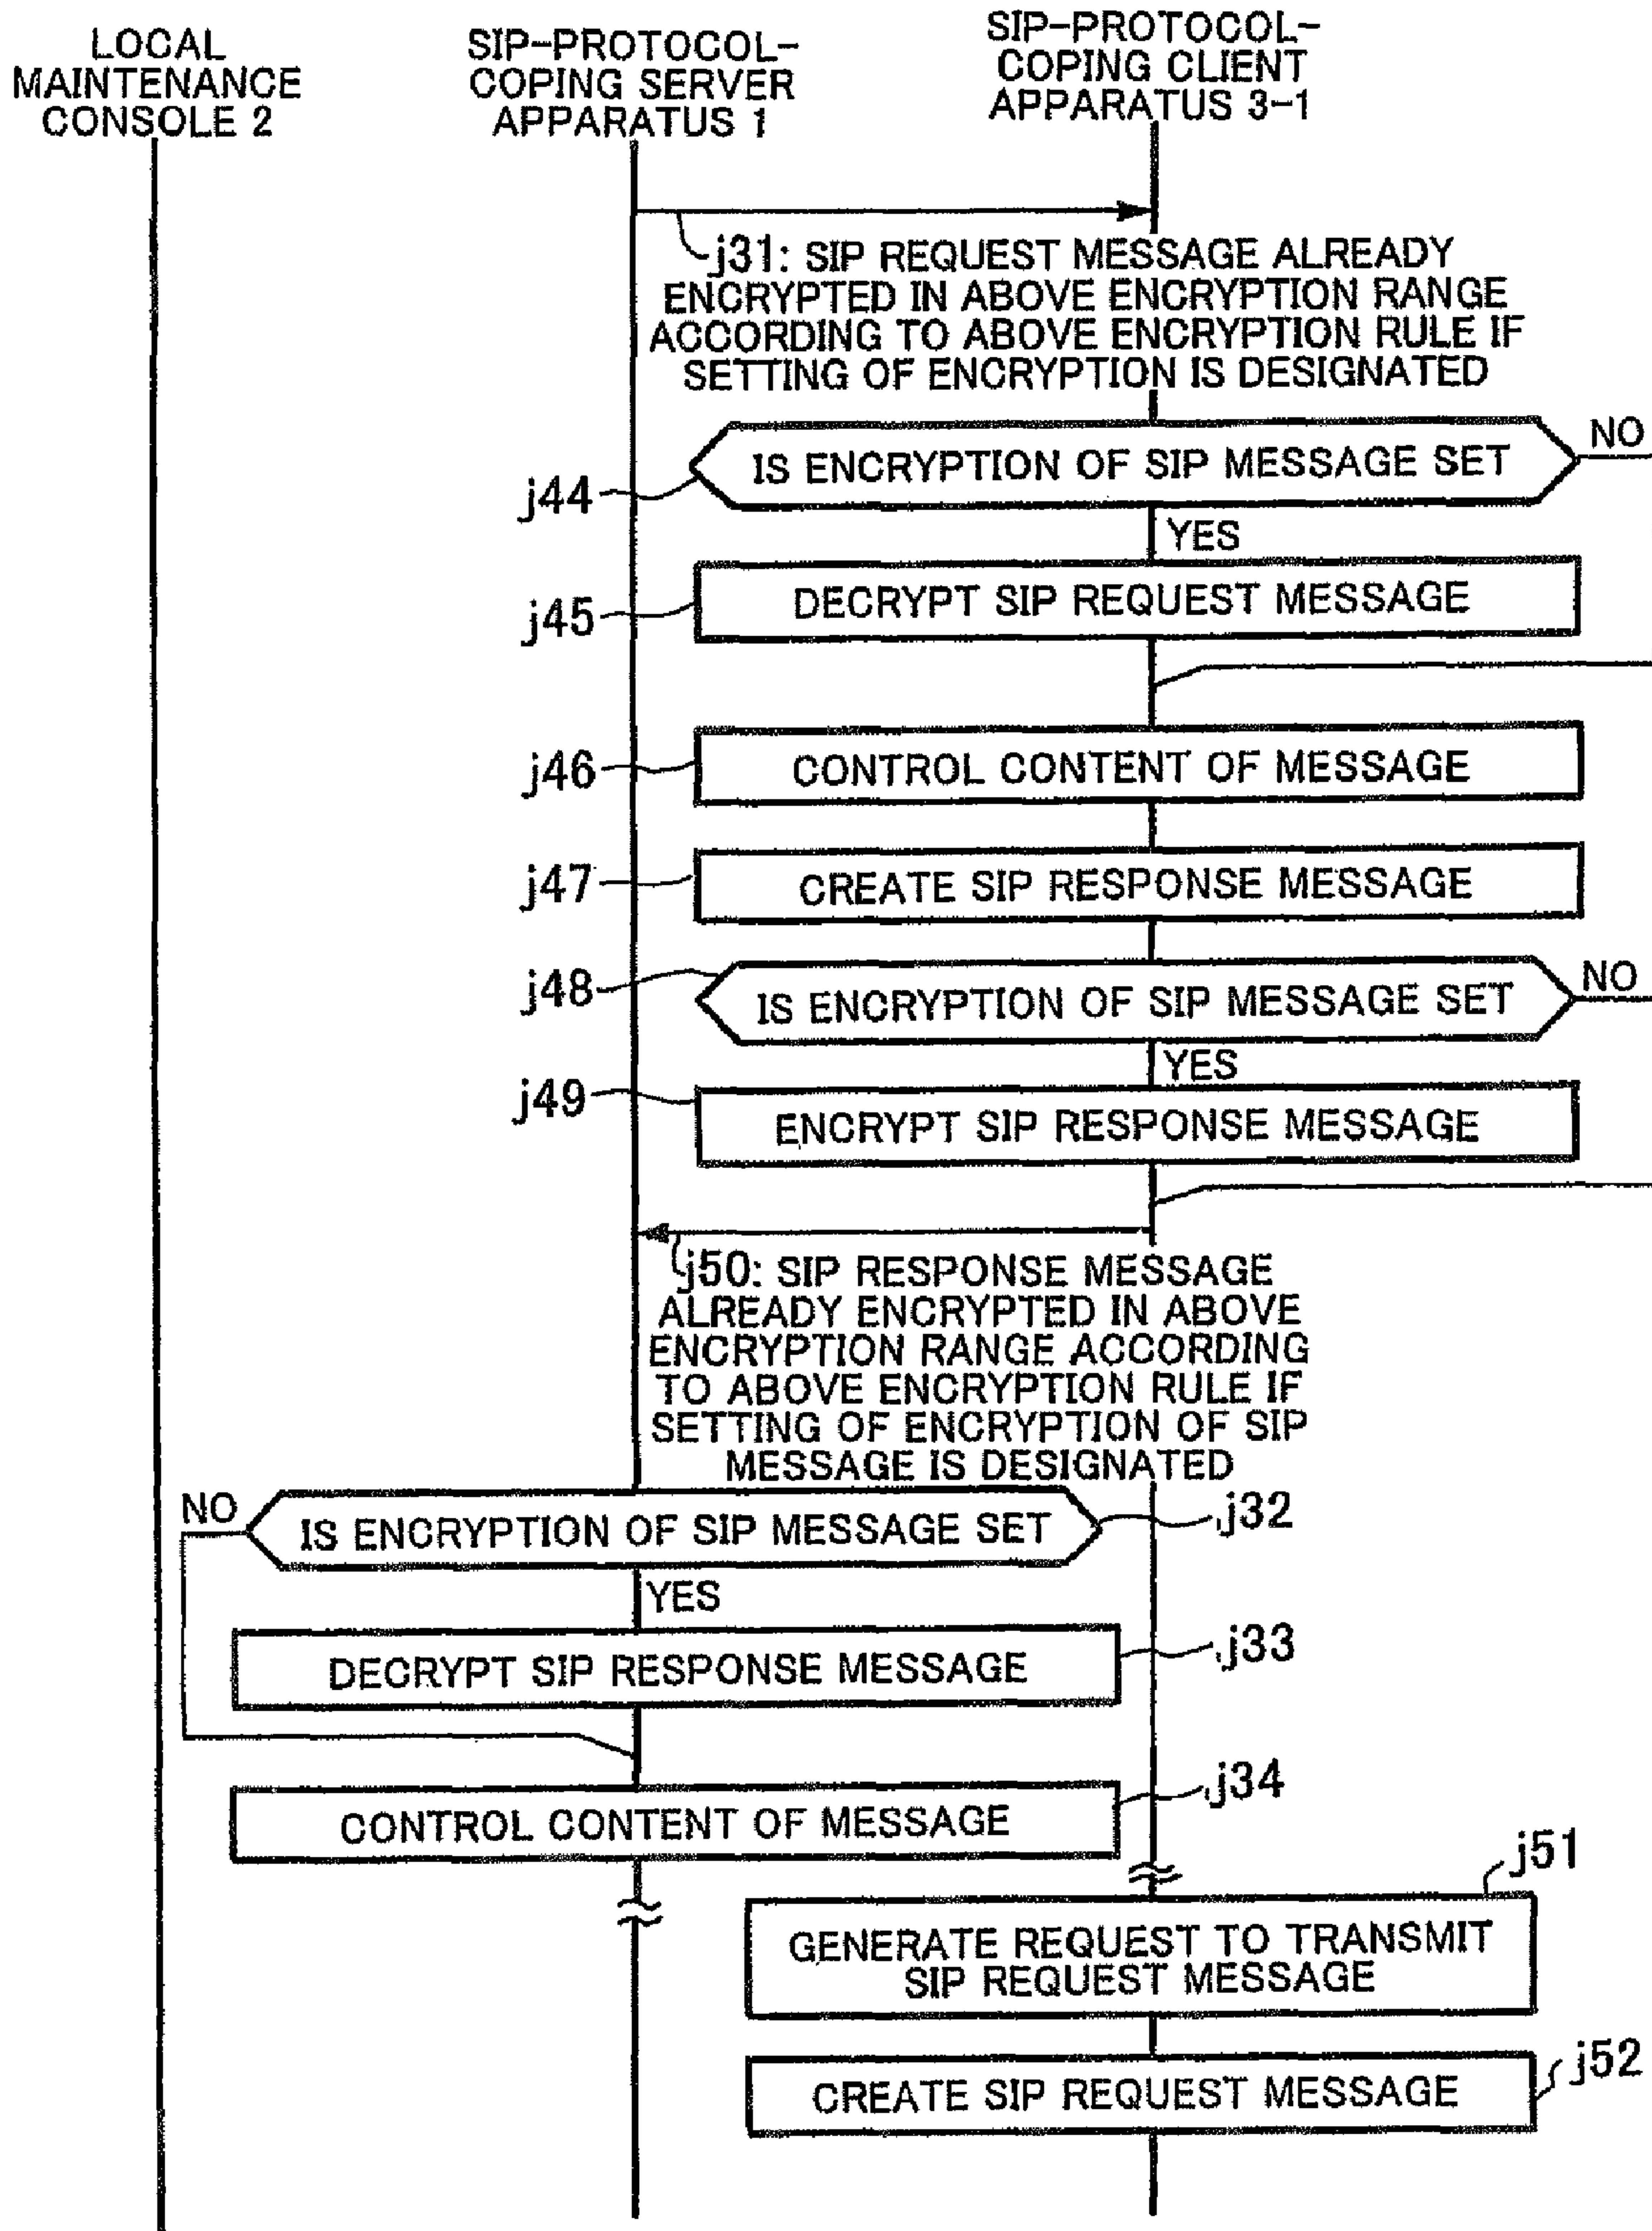 LOCAL
MAINTENANCE
CONSOLE 2
SIP-PROTOCOL-
COPING SERVER
APPARATUS 1
SIP-PROTOCOL-
COPING CLIENT
APPARATUS 3-1
j31: SIP REQUEST MESSAGE ALREADY
ENCRYPTED IN ABOVE ENCRYPTION RANGE
ACCORDING TO ABOVE ENCRYPTION RULE IF
SETTING OF ENCRYPTION IS DESIGNATED
NO
IS ENCRYPTION OF SIP MESSAGE SET
j44
YES
DECRYPT SIP REQUEST MESSAGE
j45
CONTROL CONTENT OF MESSAGE
j46
CREATE SIP RESPONSE MESSAGE
j47
j48
NO
IS ENCRYPTION OF SIP MESSAGE SET
YES
j49
ENCRYPT SIP RESPONSE MESSAGE
j50: SIP RESPONSE MESSAGE
ALREADY ENCRYPTED IN ABOVE
ENCRYPTION RANGE ACCORDING
TO ABOVE ENCRYPTION RULE IF
SETTING OF ENCRYPTION OF SIP
MESSAGE IS DESIGNATED
NO
IS ENCRYPTION OF SIP MESSAGE SET
j32
YES
DECRYPT SIP RESPONSE MESSAGE
j33
CONTROL CONTENT OF MESSAGE
j34
j51
GENERATE REQUEST TO TRANSMIT
SIP REQUEST MESSAGE
CREATE SIP REQUEST MESSAGE
j52